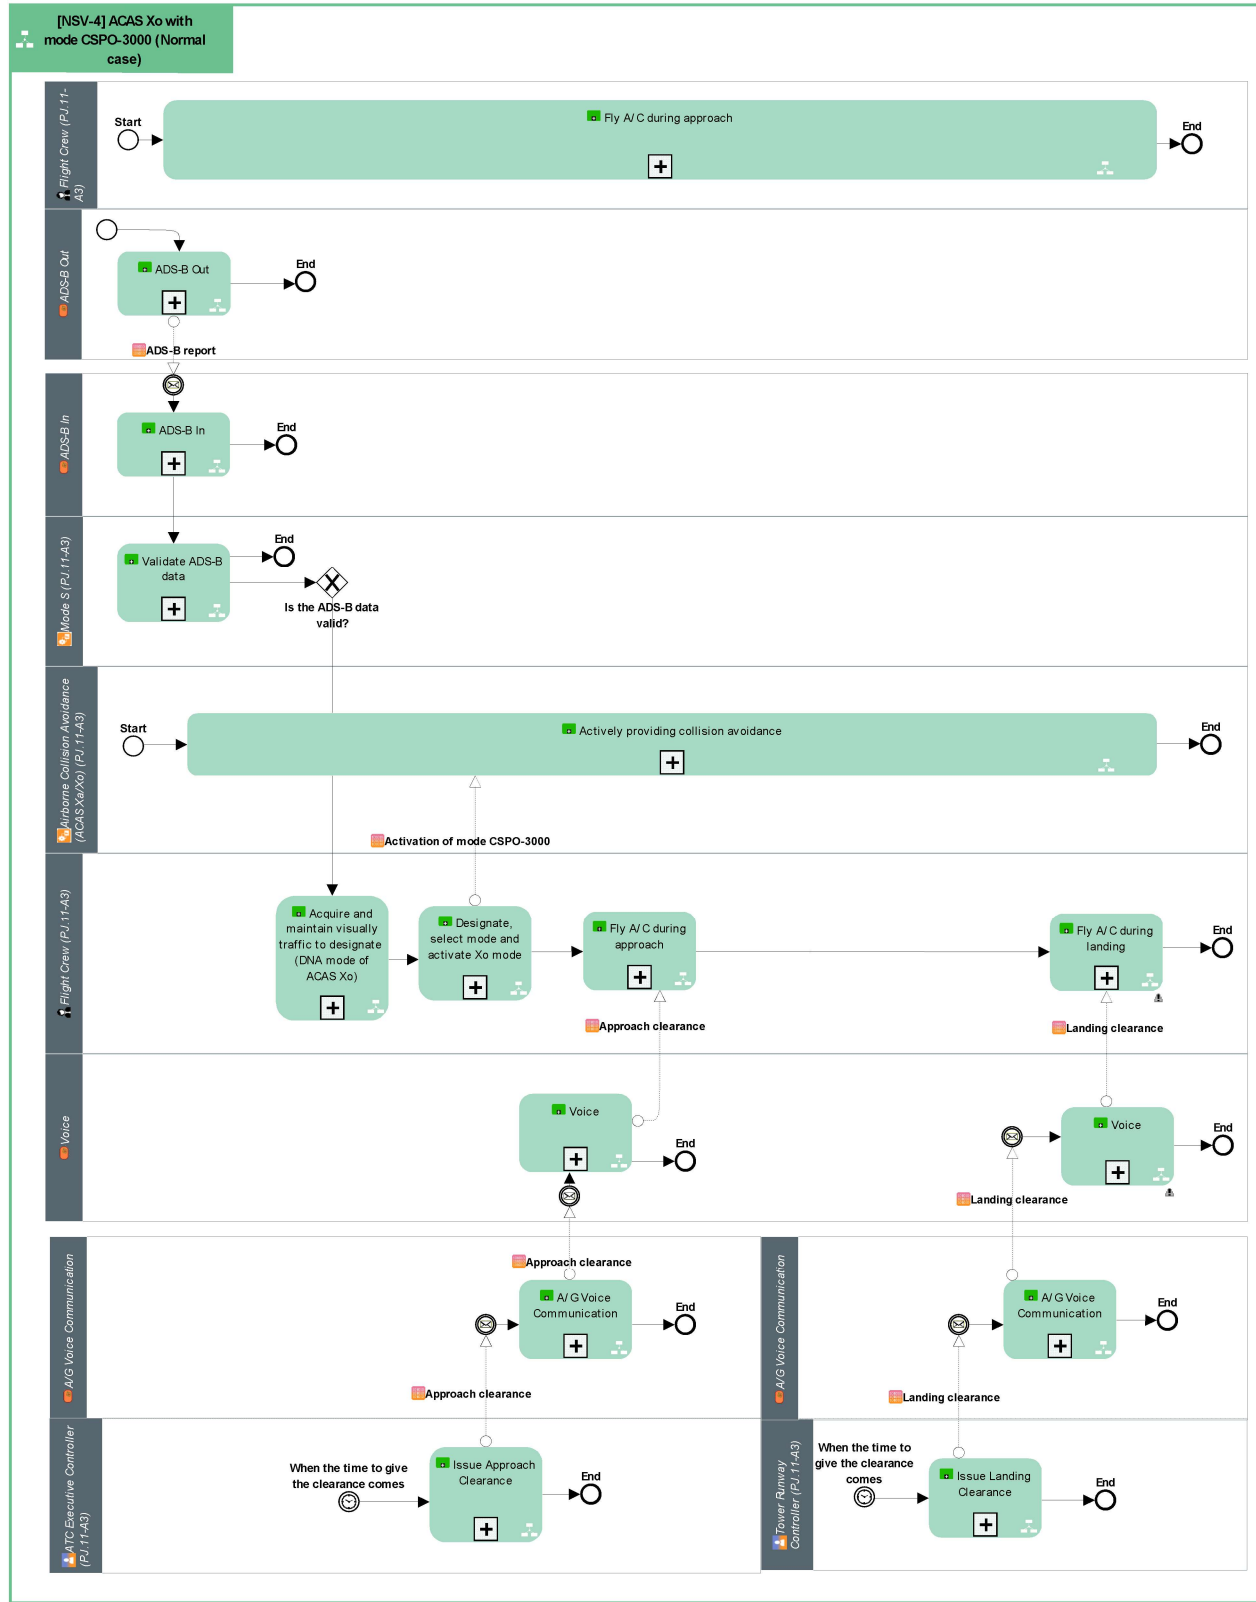 [NSV-4] ACAS Xo with
mode CSPO-3000 (Normal
case)
Flight Crew (PJ.11-
A3)
Start
Fly A/C during approach
End
ADS-B Out
ADS-B Out
End
ADS-B report
ADS-B In
ADS-B In
End
Mode S (PJ.11-A3)
Validate ADS-B
data
End
Is the ADS-B data
valid?
Airborne Collision Avoidance
(ACAS Xa/Xo) (PJ.11-A3)
Start
Actively providing collision avoidance
End
Activation of mode CSPO-3000
Flight Crew (PJ.11-A3)
Acquire and
maintain visually
traffic to designate
(DNA mode of
ACAS Xo)
Designate,
select mode and
activate Xo mode
Fly A/C during
approach
Fly A/C during
landing
End
Approach clearance
Landing clearance
Voice
Voice
End
Voice
End
Landing clearance
A/G Voice Communication
Approach clearance
A/G Voice
Communication
End
Approach clearance
A/G Voice Communication
A/G Voice
Communication
End
Landing clearance
ATC Executive Controller
(PJ.11-A3)
When the time to give
the clearance comes
Issue Approach
Clearance
End
Tower Runway
Controller (PJ.11-A3)
When the time to
give the clearance
comes
Issue Landing
Clearance
End